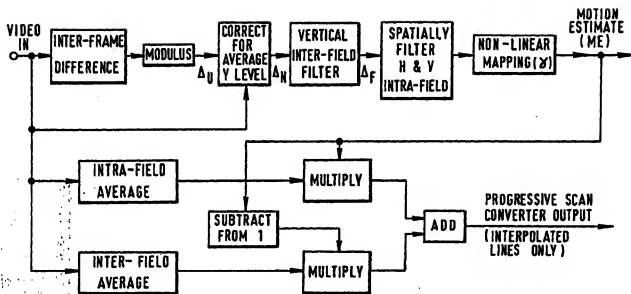 VIDEO
IN
INTER-FRAME
DIFFERENCE
MODULUS
ΔU
CORRECT
FOR
AVERAGE
Y LEVEL
ΔN
VERTICAL
INTER-FIELD
FILTER
ΔF
SPATIALLY
FILTER
H & V
INTRA-FIELD
NON-LINEAR
MAPPING(γ)
MOTION
ESTIMATE
(ME)
INTRA-FIELD
AVERAGE
MULTIPLY
SUBTRACT
FROM 1
INTER-FIELD
AVERAGE
MULTIPLY
ADD
PROGRESSIVE SCAN
CONVERTER OUTPUT
(INTERPOLATED
LINES ONLY)